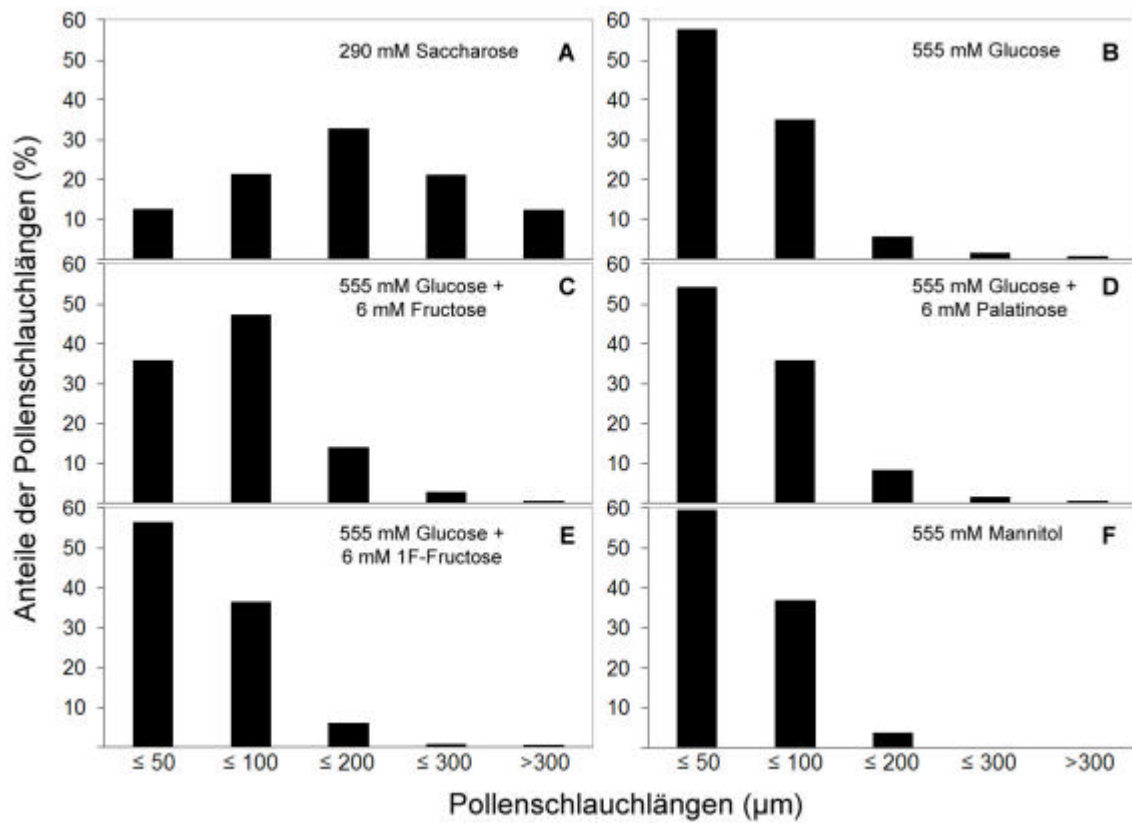 Anteile der Pollenschlauchlängen (%)
60
50
40
30
20
10
290 mM Saccharose
A
60
50
40
30
20
10
555 mM Glucose
B
60
50
40
30
20
10
555 mM Glucose +
6 mM Fructose
C
60
50
40
30
20
10
555 mM Glucose +
6 mM Palatinose
D
60
50
40
30
20
10
555 mM Glucose +
6 mM 1F-Fructose
E
60
50
40
30
20
10
555 mM Mannitol
F
≤ 50 ≤ 100 ≤ 200 ≤ 300 >300
≤ 50 ≤ 100 ≤ 200 ≤ 300 >300
Pollenschlauchlängen (µm)